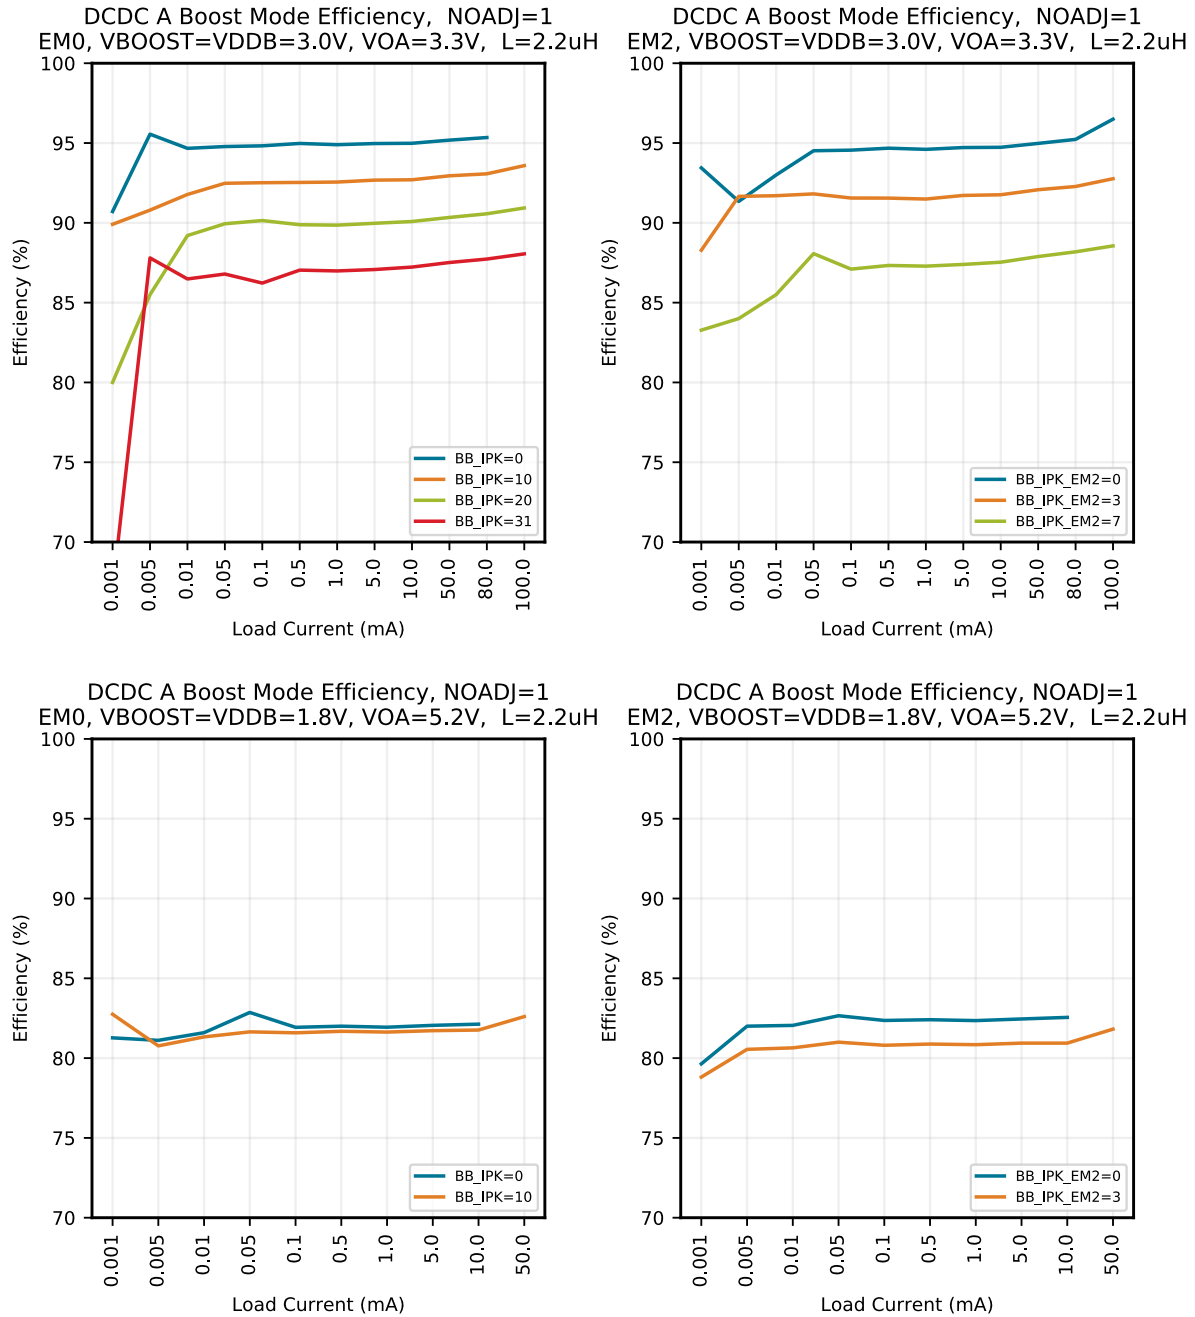 DCDC A Boost Mode Efficiency,  NOADJ=1
EM0, VBOOST=VDDB=3.0V, VOA=3.3V,  L=2.2uH
100
95
90
85
80
75
70
Efficiency (%)
BB_IPK=0
BB_IPK=10
BB_IPK=20
BB_IPK=31
0.001
0.005
0.01
0.05
0.1
0.5
1.0
5.0
10.0
50.0
80.0
100.0
Load Current (mA)
DCDC A Boost Mode Efficiency,  NOADJ=1
EM2, VBOOST=VDDB=3.0V, VOA=3.3V,  L=2.2uH
100
95
90
85
80
75
70
Efficiency (%)
BB_IPK_EM2=0
BB_IPK_EM2=3
BB_IPK_EM2=7
0.001
0.005
0.01
0.05
0.1
0.5
1.0
5.0
10.0
50.0
80.0
100.0
Load Current (mA)
DCDC A Boost Mode Efficiency, NOADJ=1
EM0, VBOOST=VDDB=1.8V, VOA=5.2V,  L=2.2uH
100
95
90
85
80
75
70
Efficiency (%)
BB_IPK=0
BB_IPK=10
0.001
0.005
0.01
0.05
0.1
0.5
1.0
5.0
10.0
50.0
Load Current (mA)
DCDC A Boost Mode Efficiency, NOADJ=1
EM2, VBOOST=VDDB=1.8V, VOA=5.2V,  L=2.2uH
100
95
90
85
80
75
70
Efficiency (%)
BB_IPK_EM2=0
BB_IPK_EM2=3
0.001
0.005
0.01
0.05
0.1
0.5
1.0
5.0
10.0
50.0
Load Current (mA)